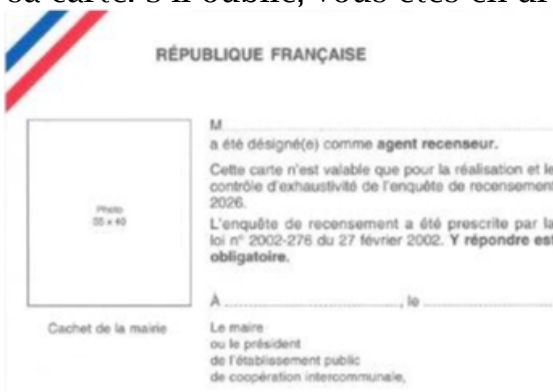 RÉPUBLIQUE FRANÇAISE
M
a été désigné(e) comme agent recenseur.
Cette carte n'est valable que pour la réalisation et le
contrôle d'exhaustivité de l'enquête de recensement
2026.
L'enquête de recensement a été prescrite par la
loi n° 2002-276 du 27 février 2002. Y répondre est
obligatoire.
Photo
35 x 40
À ........................................ , le ........................
Cachet de la mairie
Le maire
ou le président
de l'établissement public
de coopération intercommunale,